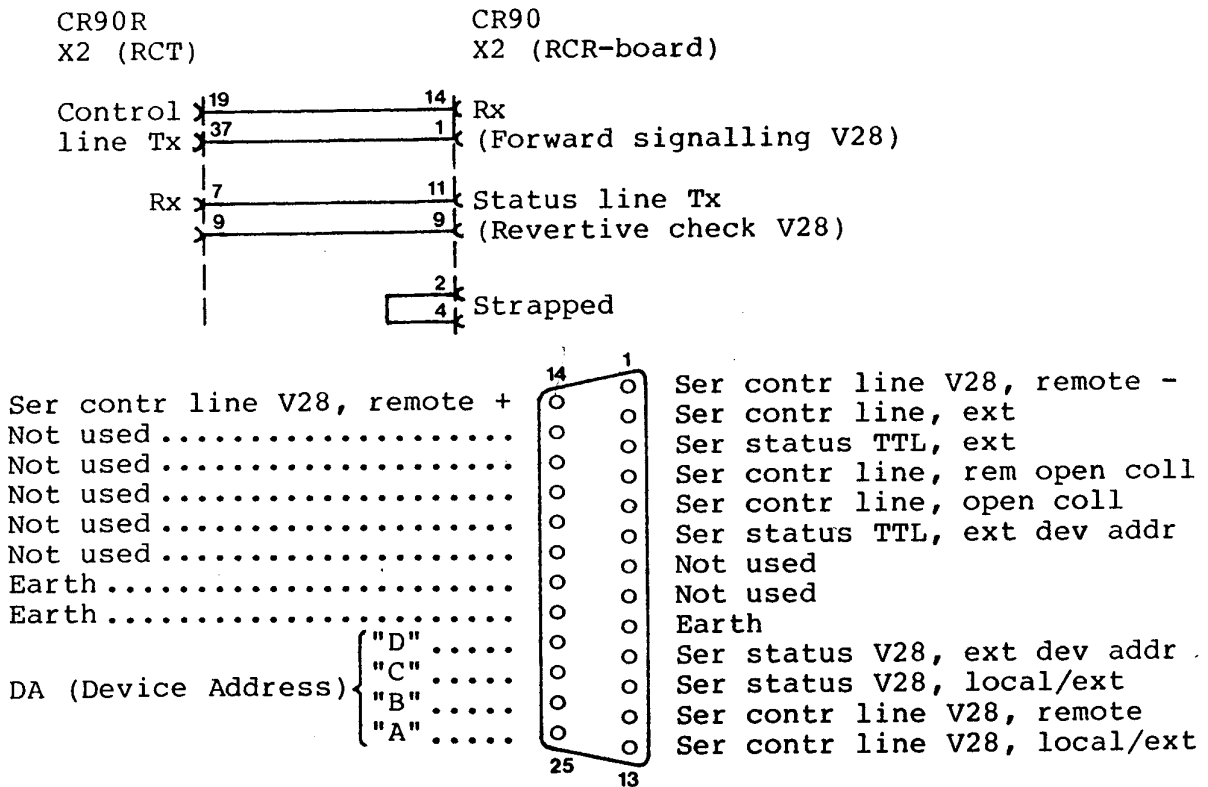 CR90R CR90
X2 (RCT) X2 (RCR-board)
Control 19 14 Rx
line Tx 37 1 (Forward signalling V28)
Rx 7 11 Status line Tx
9 9 (Revertive check V28)
2
4 Strapped
14 1
Ser contr line V28, remote -
Ser contr line V28, remote +
Ser contr line, ext
Not used....................
Ser status TTL, ext
Not used....................
Ser contr line, rem open coll
Not used....................
Ser contr line, open coll
Not used....................
Ser status TTL, ext dev addr
Not used....................
Not used
Earth.......................
Not used
Earth.......................
Earth
"D".....
Ser status V28, ext dev addr
"C".....
DA (Device Address)
Ser status V28, local/ext
"B".....
Ser contr line V28, remote
"A".....
Ser contr line V28, local/ext
25 13